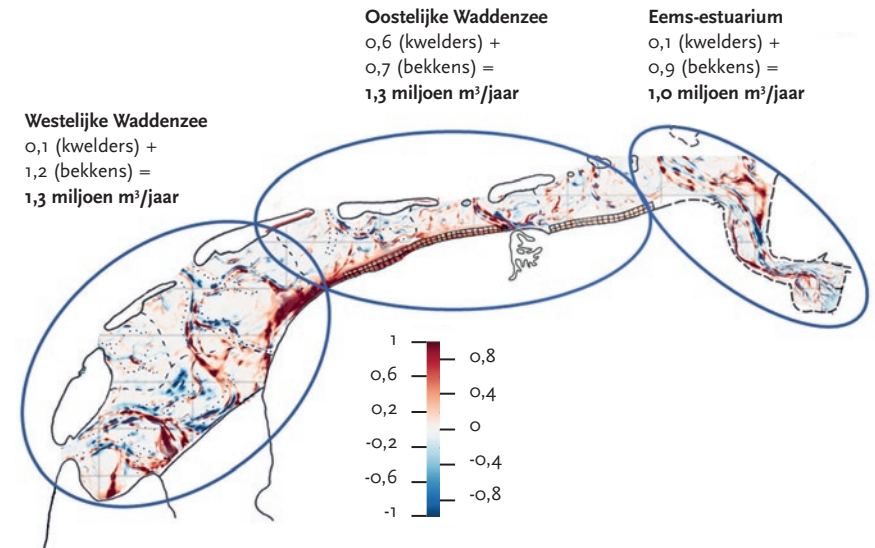 Oostelijke Waddenzee
0,6 (kwelders) +
0,7 (bekkens) =
1,3 miljoen m³/jaar
Eems-estuarium
0,1 (kwelders) +
0,9 (bekkens) =
1,0 miljoen m³/jaar
Westelijke Waddenzee
0,1 (kwelders) +
1,2 (bekkens) =
1,3 miljoen m³/jaar
1
0,8
0,6
0,4
0,2
0
-0,2
-0,4
-0,6
-0,8
-1